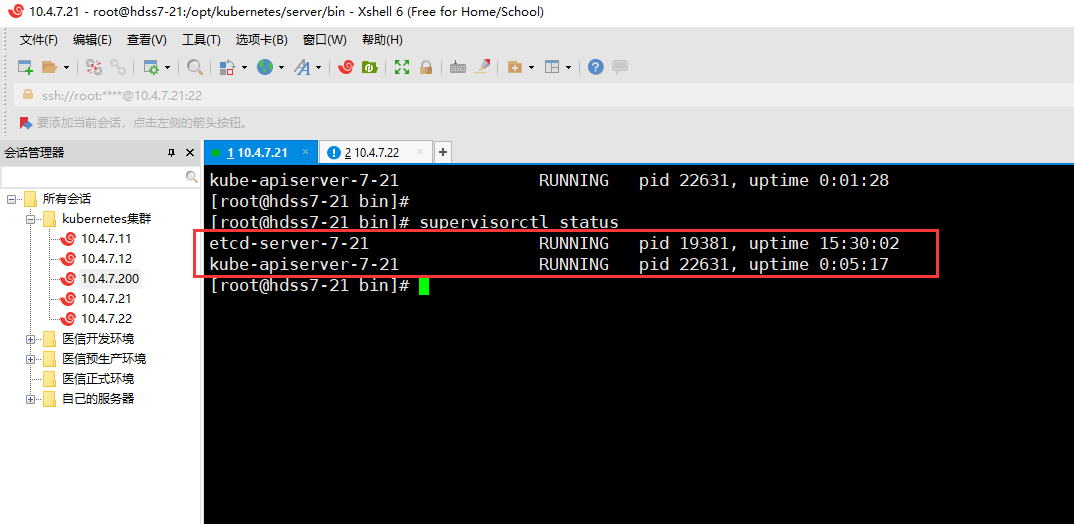 10.4.7.21 - root@hdss7-21:/opt/kubernetes/server/bin - Xshell 6 (Free for Home/School)
文件(F) 编辑(E) 查看(V) 工具(T) 选项卡(B) 窗口(W) 帮助(H)
ssh://root:****@10.4.7.21:22
要添加当前会话，点击左侧的箭头按钮。
会话管理器
1 10.4.7.21 2 10.4.7.22
所有会话
kubernetes集群
10.4.7.11
10.4.7.12
10.4.7.200
10.4.7.21
10.4.7.22
医信开发环境
医信预生产环境
医信正式环境
自己的服务器
kube-apiserver-7-21 RUNNING pid 22631, uptime 0:01:28
[root@hdss7-21 bin]#
[root@hdss7-21 bin]# supervisorctl status
etcd-server-7-21 RUNNING pid 19381, uptime 15:30:02
kube-apiserver-7-21 RUNNING pid 22631, uptime 0:05:17
[root@hdss7-21 bin]#